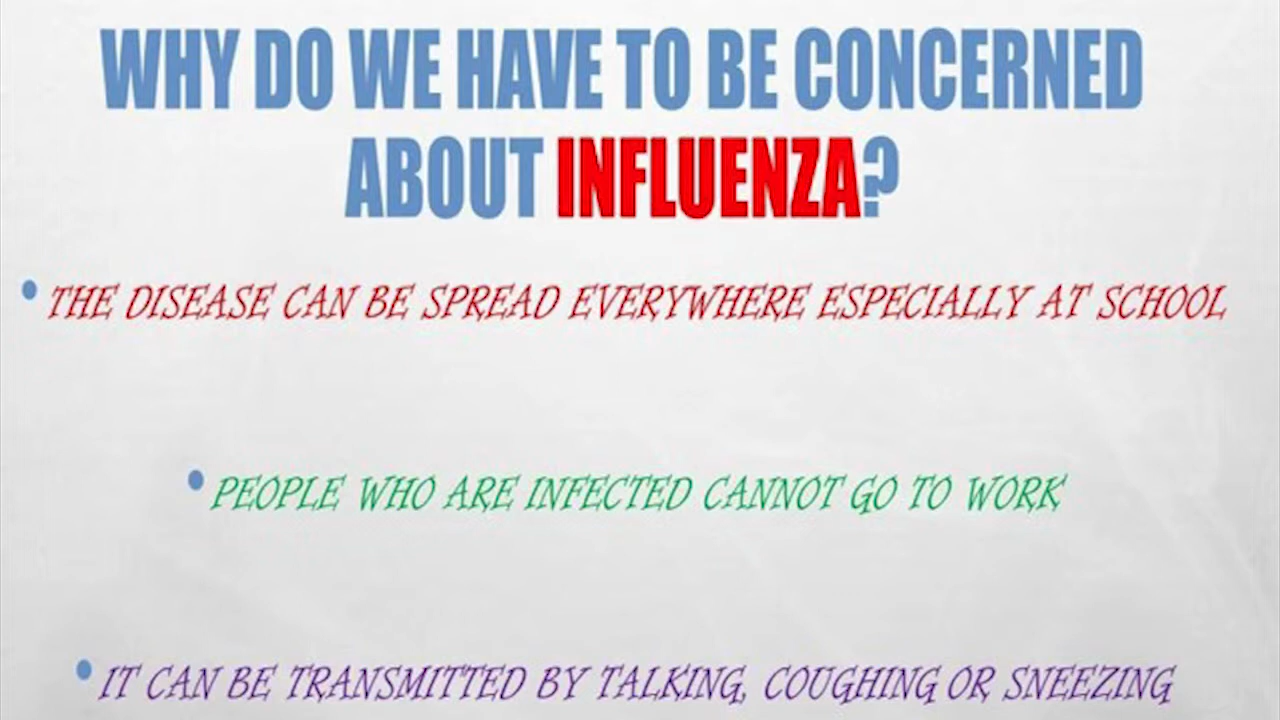 WHY DO WE HAVE TO BE CONCERNED
ABOUT INFLUENZA?
• THE DISEASE CAN BE SPREAD EVERYWHERE ESPECIALLY AT SCHOOL
• PEOPLE WHO ARE INFECTED CANNOT GO TO WORK
• IT CAN BE TRANSMITTED BY TALKING, COUGHING OR SNEEZING